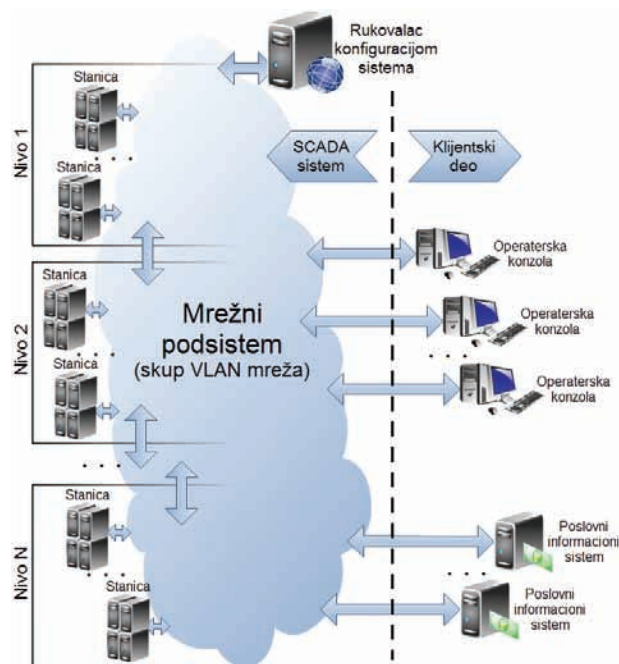 Rukovalac
konfiguracijom
sistema
Nivo 1
Stanica
. . .
Stanica
SCADA
sistem
Klijentski
deo
Operaterska
konzola
Nivo 2
Stanica
. . .
Stanica
Mrežni
podsistem
(skup VLAN mreža)
Operaterska
konzola
. . .
Operaterska
konzola
. . .
Nivo N
Stanica
. . .
Stanica
Poslovni
informacioni
sistem
. . .
Poslovni
informacioni
sistem